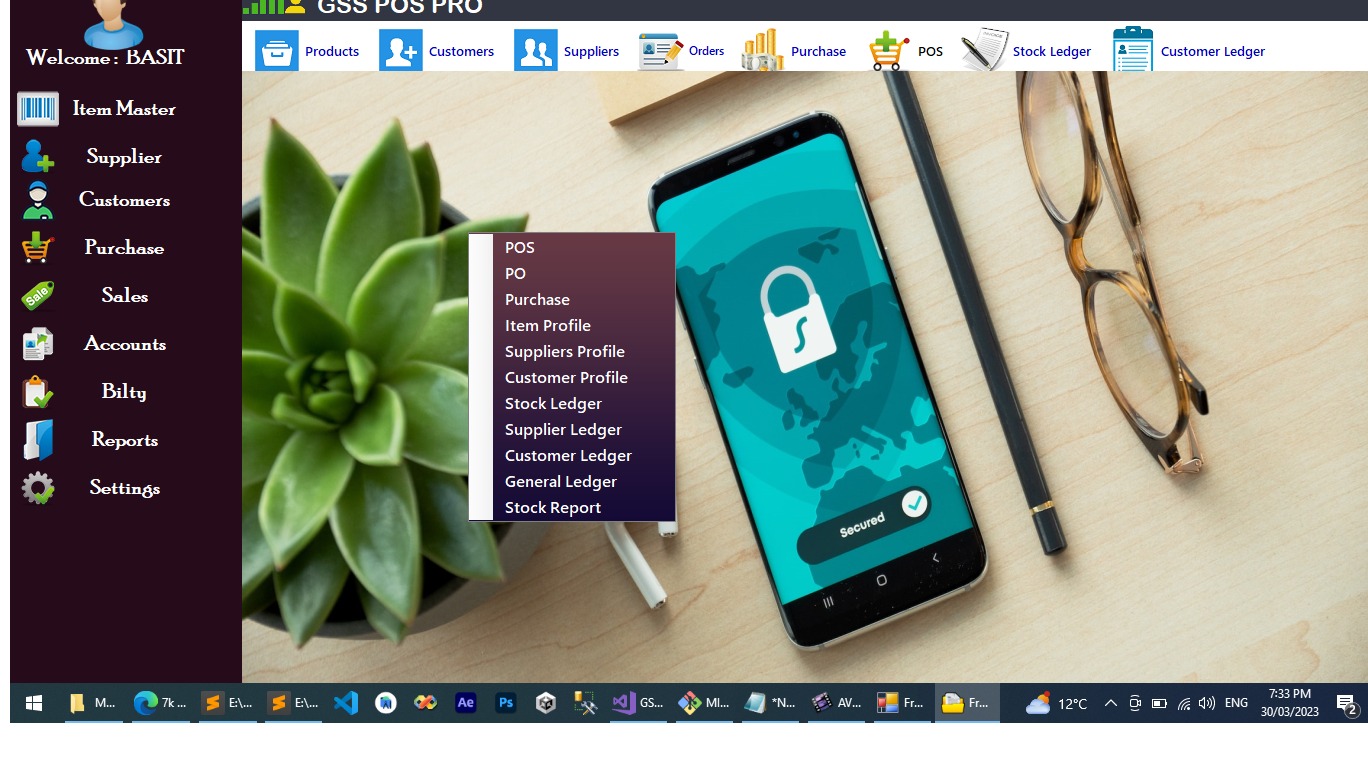 GSS POS PRO
Welcome: BASIT
Products Customers Suppliers Orders Purchase POS Stock Ledger Customer Ledger
Item Master
Supplier
Customers
Purchase
Sale
Sales
Accounts
Bilty
Reports
Settings
POS
PO
Purchase
Item Profile
Suppliers Profile
Customer Profile
Stock Ledger
Supplier Ledger
Customer Ledger
General Ledger
Stock Report
Secured
M... 7k ... E:\... E:\... Ae Ps GS... MI... *N... AV... Fr... Fr... 12°C ENG
7:33 PM
30/03/2023
2